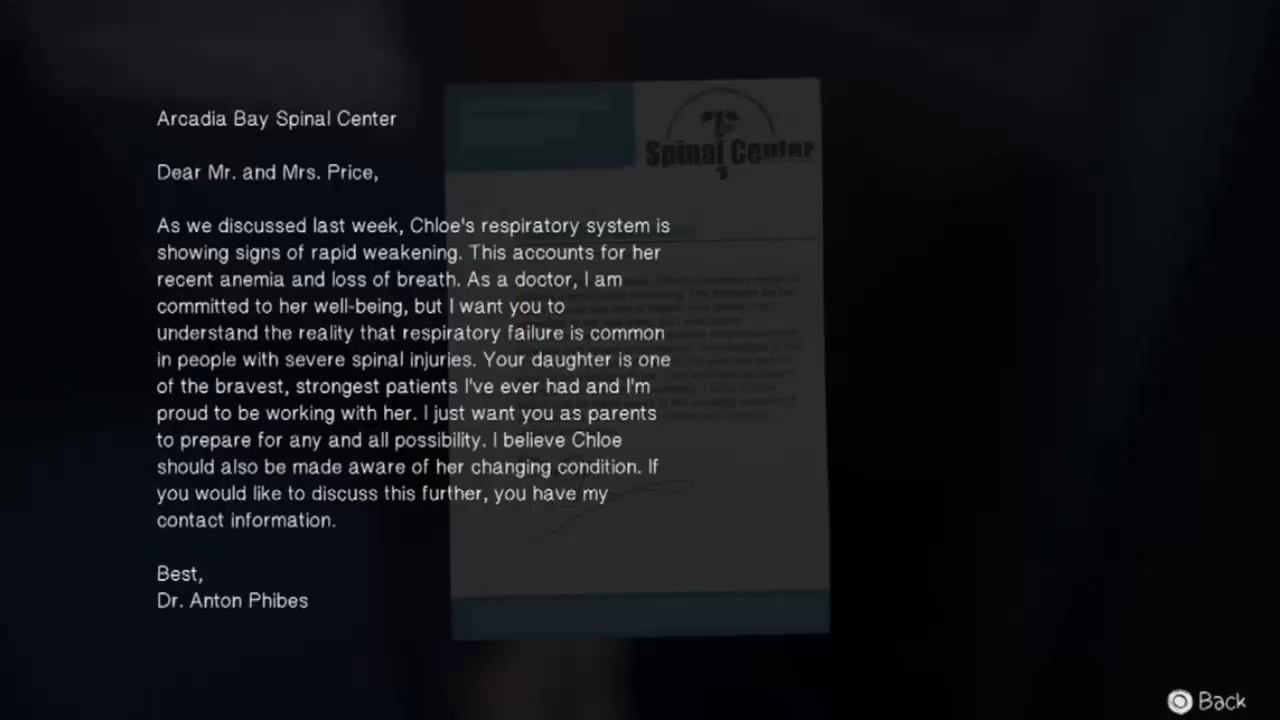 Arcadia Bay Spinal Center
Dear Mr. and Mrs. Price,
As we discussed last week, Chloe's respiratory system is
showing signs of rapid weakening. This accounts for her
recent anemia and loss of breath. As a doctor, I am
committed to her well-being, but I want you to
understand the reality that respiratory failure is common
in people with severe spinal injuries. Your daughter is one
of the bravest, strongest patients I've ever had and I'm
proud to be working with her. I just want you as parents
to prepare for any and all possibility. I believe Chloe
should also be made aware of her changing condition. If
you would like to discuss this further, you have my
contact information.
Best,
Dr. Anton Phibes
Spinal Center
Back